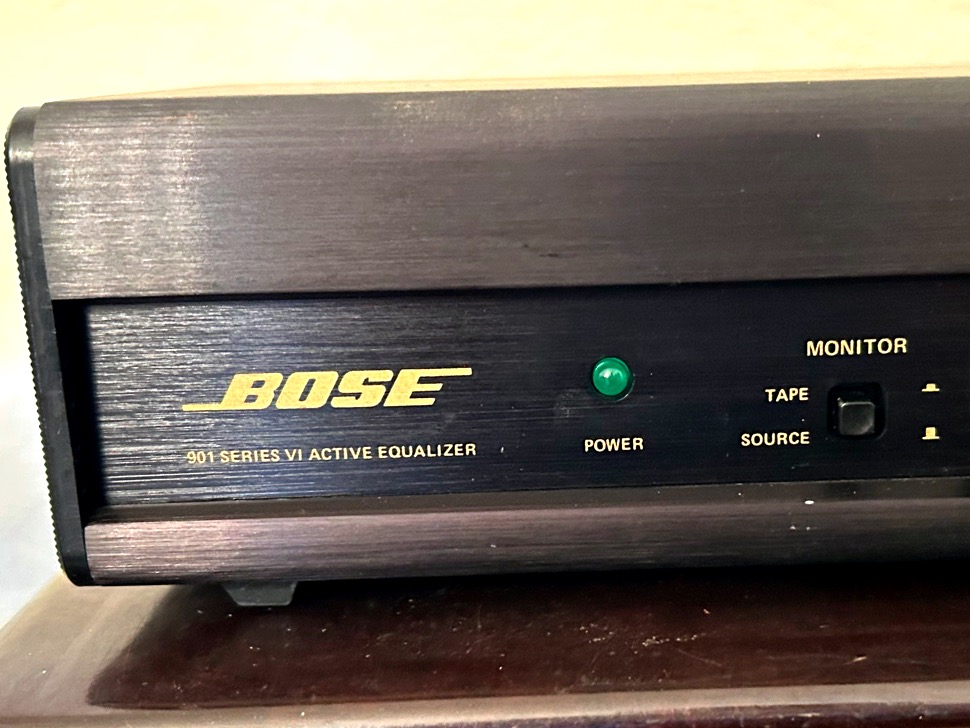 BOSE
901 SERIES VI ACTIVE EQUALIZER
POWER
MONITOR
TAPE
SOURCE